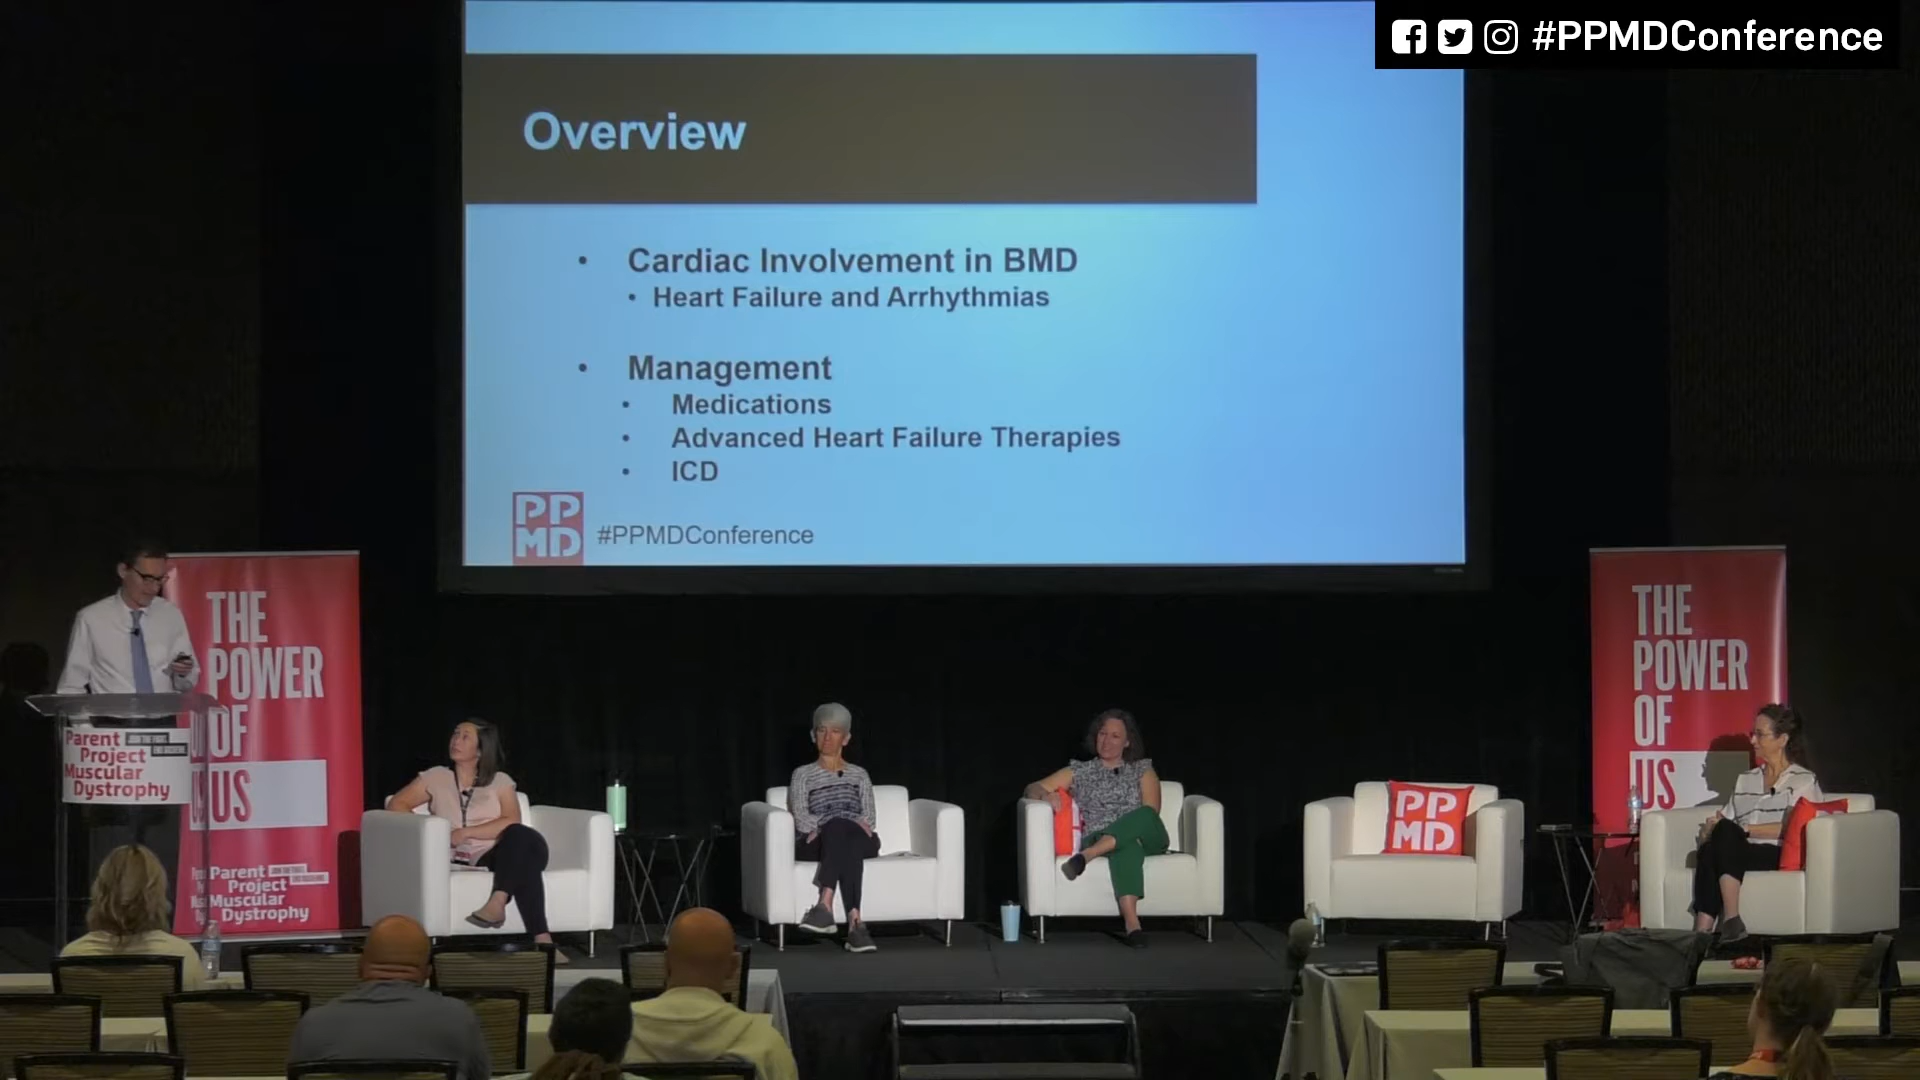 #PPMDConference
Overview
• Cardiac Involvement in BMD
• Heart Failure and Arrhythmias
• Management
• Medications
• Advanced Heart Failure Therapies
• ICD
PP
MD
#PPMDConference
THE
POWER
OF
US
Parent
Project
Muscular
Dystrophy
Parent
Project
Muscular
Dystrophy
PP
MD
THE
POWER
OF
US